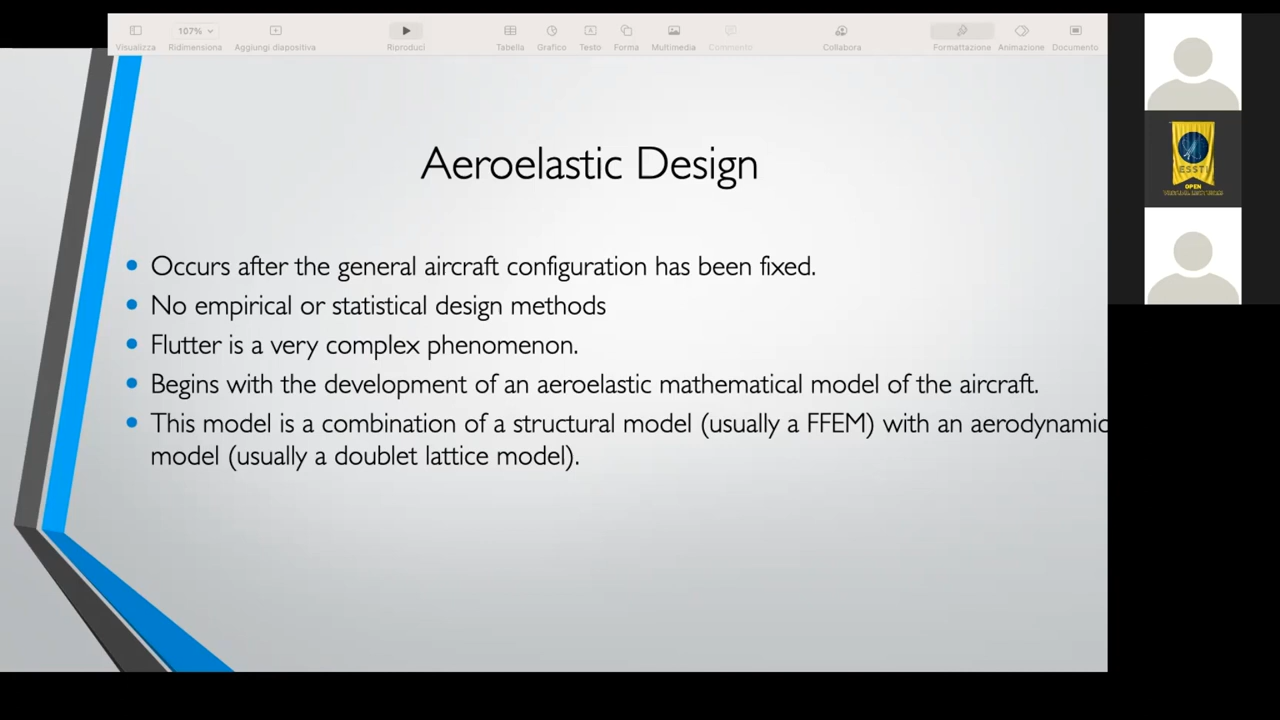 107%
Visualizza
Ridimensiona
Aggiungi diapositiva
Riproduci
Tabella
Grafico
Testo
Forma
Multimedia
Commento
Collabora
Formattazione
Animazione
Documento
Aeroelastic Design
Occurs after the general aircraft configuration has been fixed.
No empirical or statistical design methods
Flutter is a very complex phenomenon.
Begins with the development of an aeroelastic mathematical model of the aircraft.
This model is a combination of a structural model (usually a FFEM) with an aerodynamic
model (usually a doublet lattice model).
OPEN